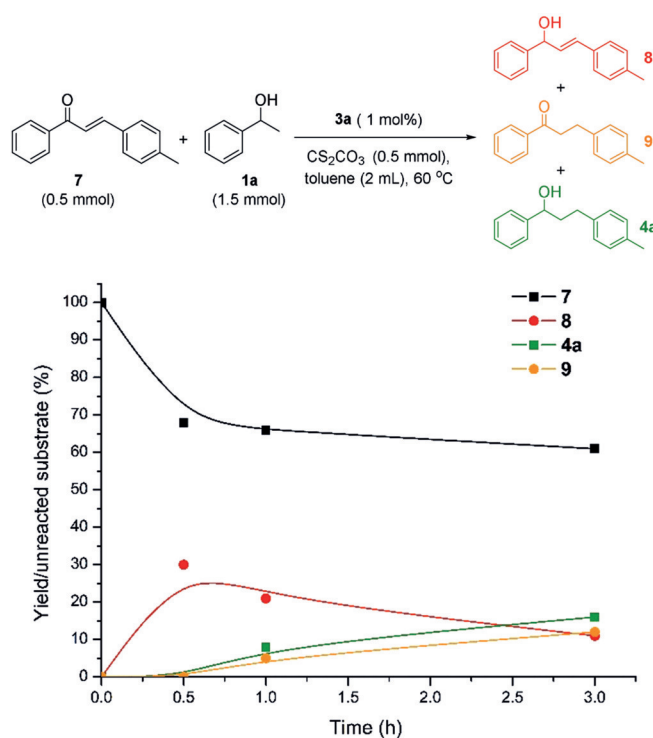 OH
8
+
O
7
(0.5 mmol)
+
OH
1a
(1.5 mmol)
3a ( 1 mol%)
CS2CO3 (0.5 mmol),
toluene (2 mL), 60 °C
O
9
+
OH
4a
7
8
4a
9
Yield/unreacted substrate (%)
100
90
80
70
60
50
40
30
20
10
0
0.0 0.5 1.0 1.5 2.0 2.5 3.0
Time (h)